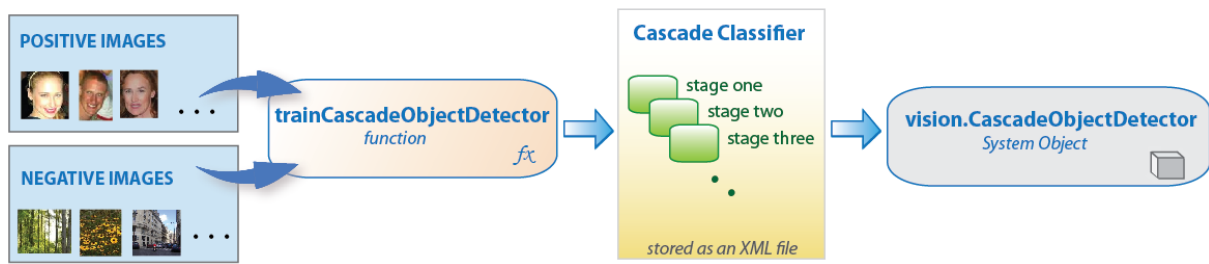 POSITIVE IMAGES
. . .
NEGATIVE IMAGES
. . .
trainCascadeObjectDetector
function
fx
Cascade Classifier
stage one
stage two
stage three
stored as an XML file
vision.CascadeObjectDetector
System Object